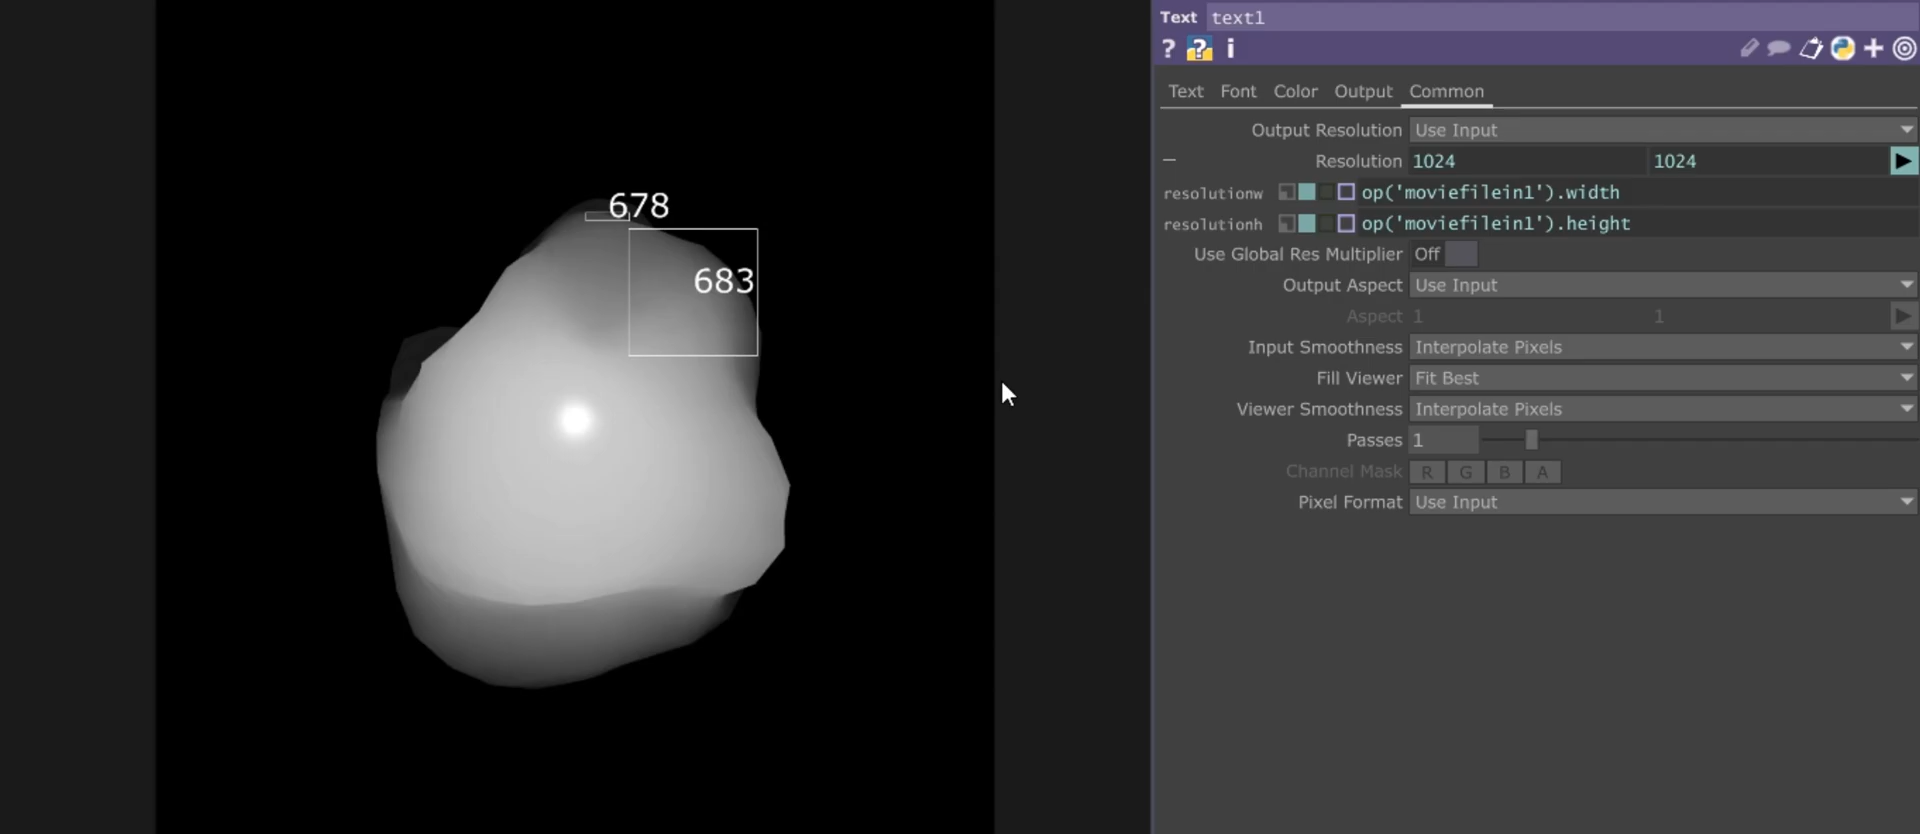 678
683
Text text1
? ? i
Text Font Color Output Common
Output Resolution Use Input
Resolution 1024 1024
resolutionw op('moviefilein1').width
resolutionh op('moviefilein1').height
Use Global Res Multiplier Off
Output Aspect Use Input
Aspect 1 1
Input Smoothness Interpolate Pixels
Fill Viewer Fit Best
Viewer Smoothness Interpolate Pixels
Passes 1
Channel Mask R G B A
Pixel Format Use Input